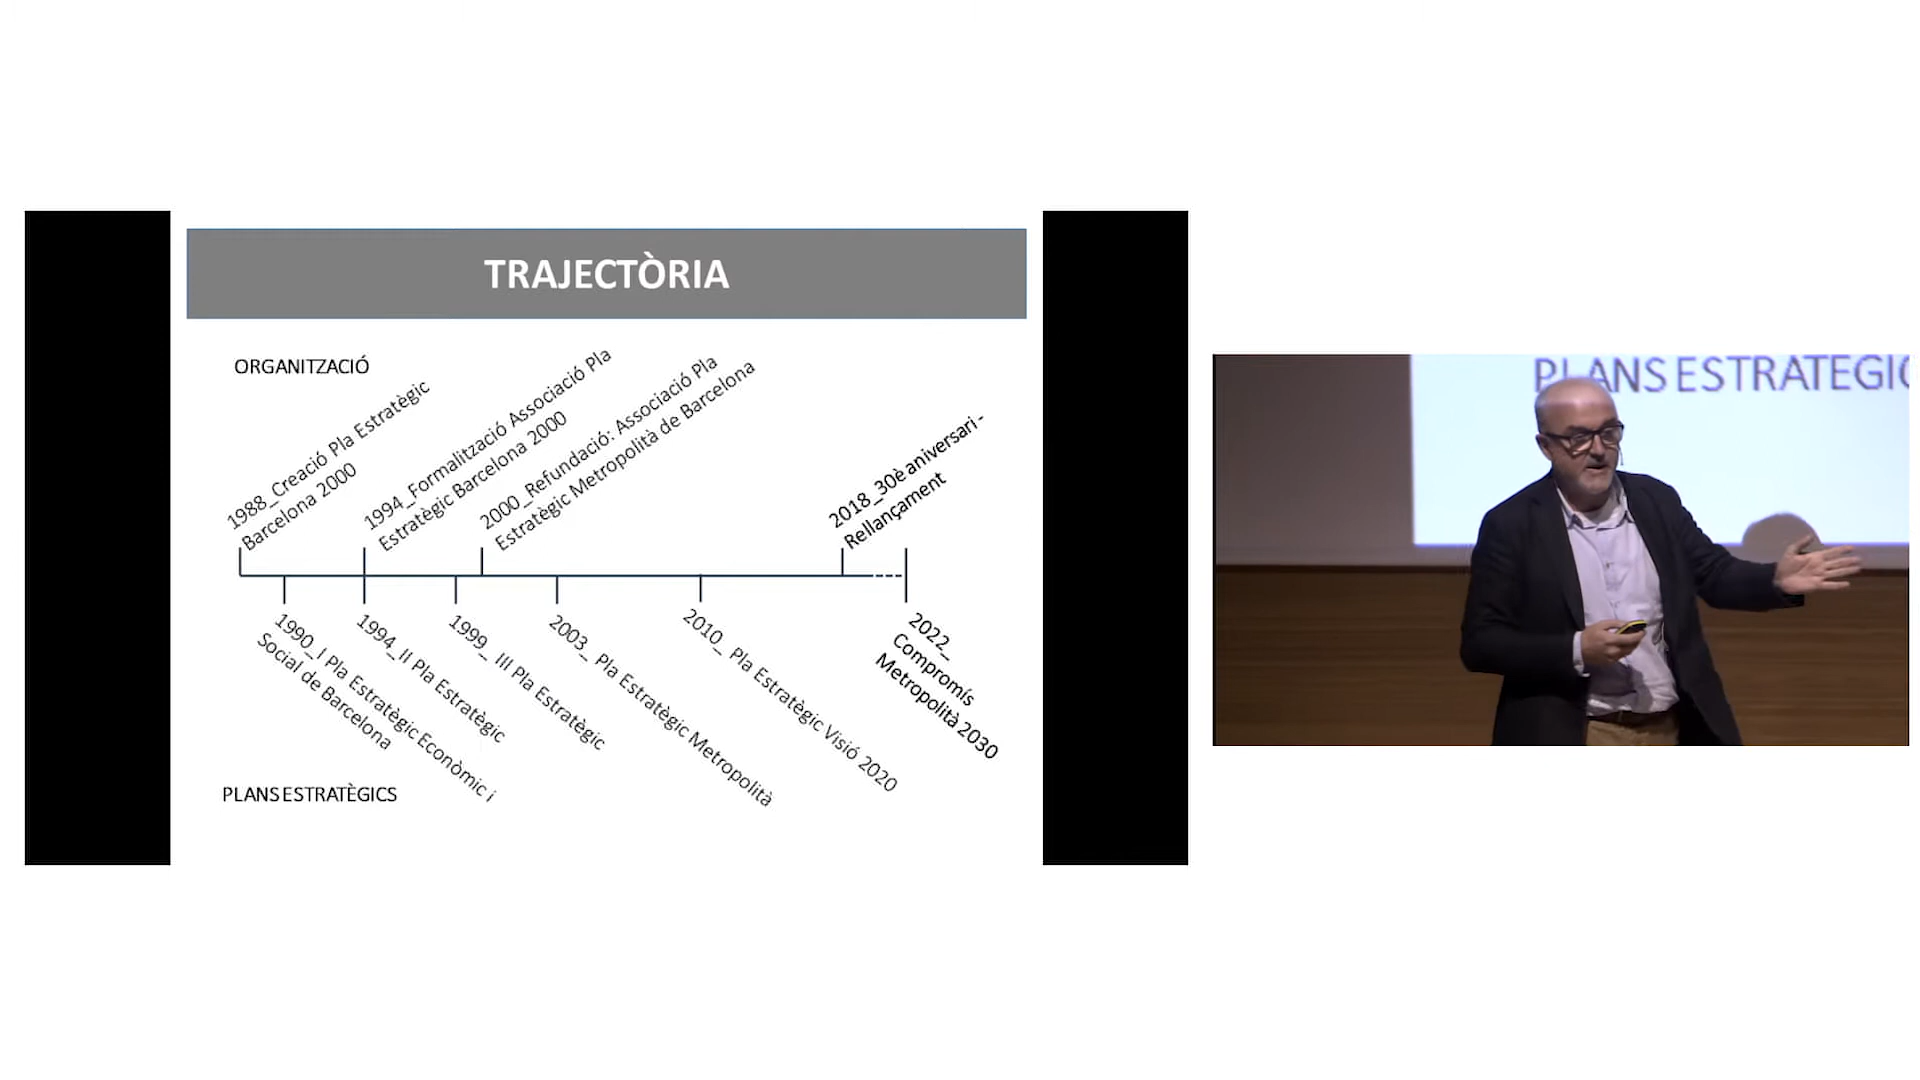 TRAJECTÒRIA
ORGANITZACIÓ
1988_Creació Pla Estratègic
Barcelona 2000
1994_Formalització Associació Pla
Estratègic Barcelona 2000
2000_Refundació: Associació Pla
Estratègic Metropolità de Barcelona
2018_30è aniversari -
Rellançament
1990_I Pla Estratègic Econòmic i
Social de Barcelona
1994_II Pla Estratègic
1999_ III Pla Estratègic
2003_ Pla Estratègic Metropolità
2010_ Pla Estratègic Visió 2020
2022_
Compromís
Metropolità 2030
PLANS ESTRATÈGICS
PLANS ESTRATEGIC